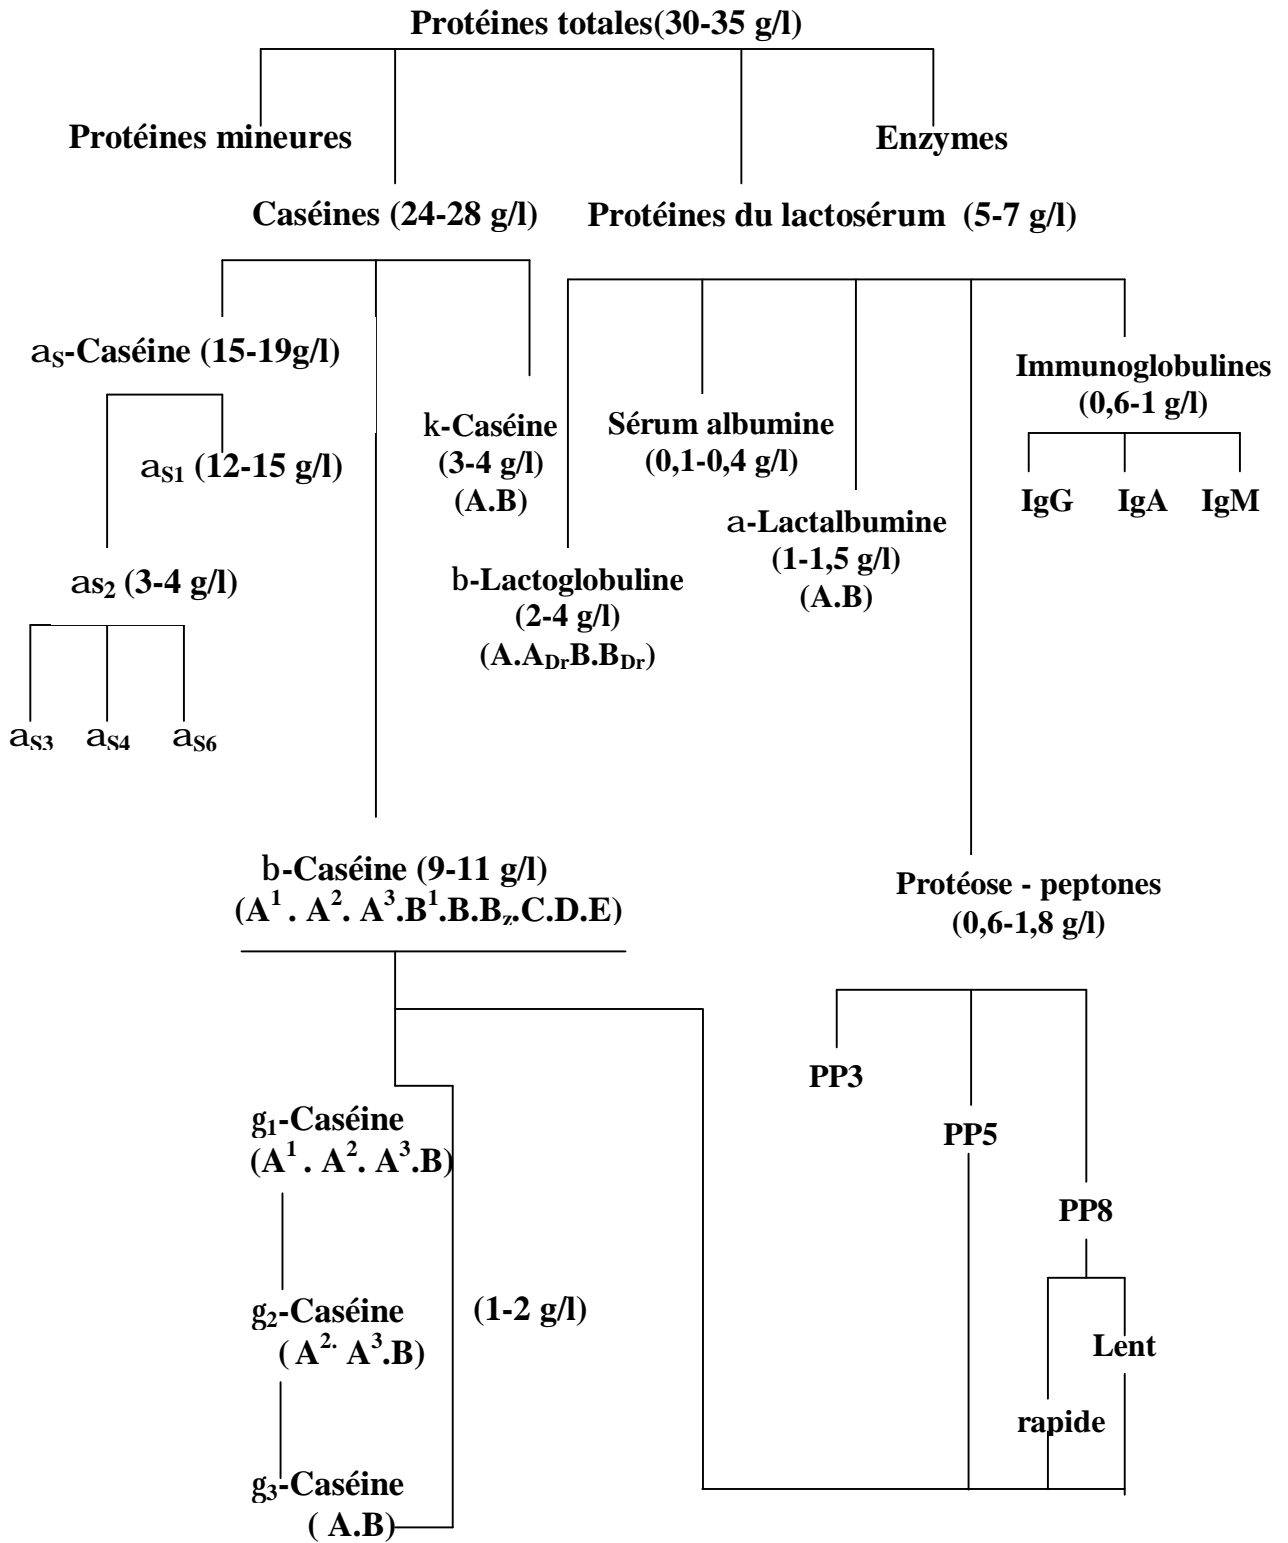 Protéines totales(30-35 g/l)
Protéines mineures
Enzymes
Caséines (24-28 g/l)
Protéines du lactosérum (5-7 g/l)
aS-Caséine (15-19g/l)
Immunoglobulines
(0,6-1 g/l)
k-Caséine
(3-4 g/l)
(A.B)
Sérum albumine
(0,1-0,4 g/l)
aS1 (12-15 g/l)
IgG IgA IgM
a-Lactalbumine
(1-1,5 g/l)
(A.B)
as2 (3-4 g/l)
b-Lactoglobuline
(2-4 g/l)
(A.ADrB.BDr)
aS3 aS4 aS6
b-Caséine (9-11 g/l)
(A¹ . A². A³.B¹.B.Bz.C.D.E)
Protéose - peptones
(0,6-1,8 g/l)
PP3
g1-Caséine
(A¹ . A². A³.B)
PP5
PP8
g2-Caséine
( A²· A³.B)
(1-2 g/l)
Lent
rapide
g3-Caséine
( A.B)